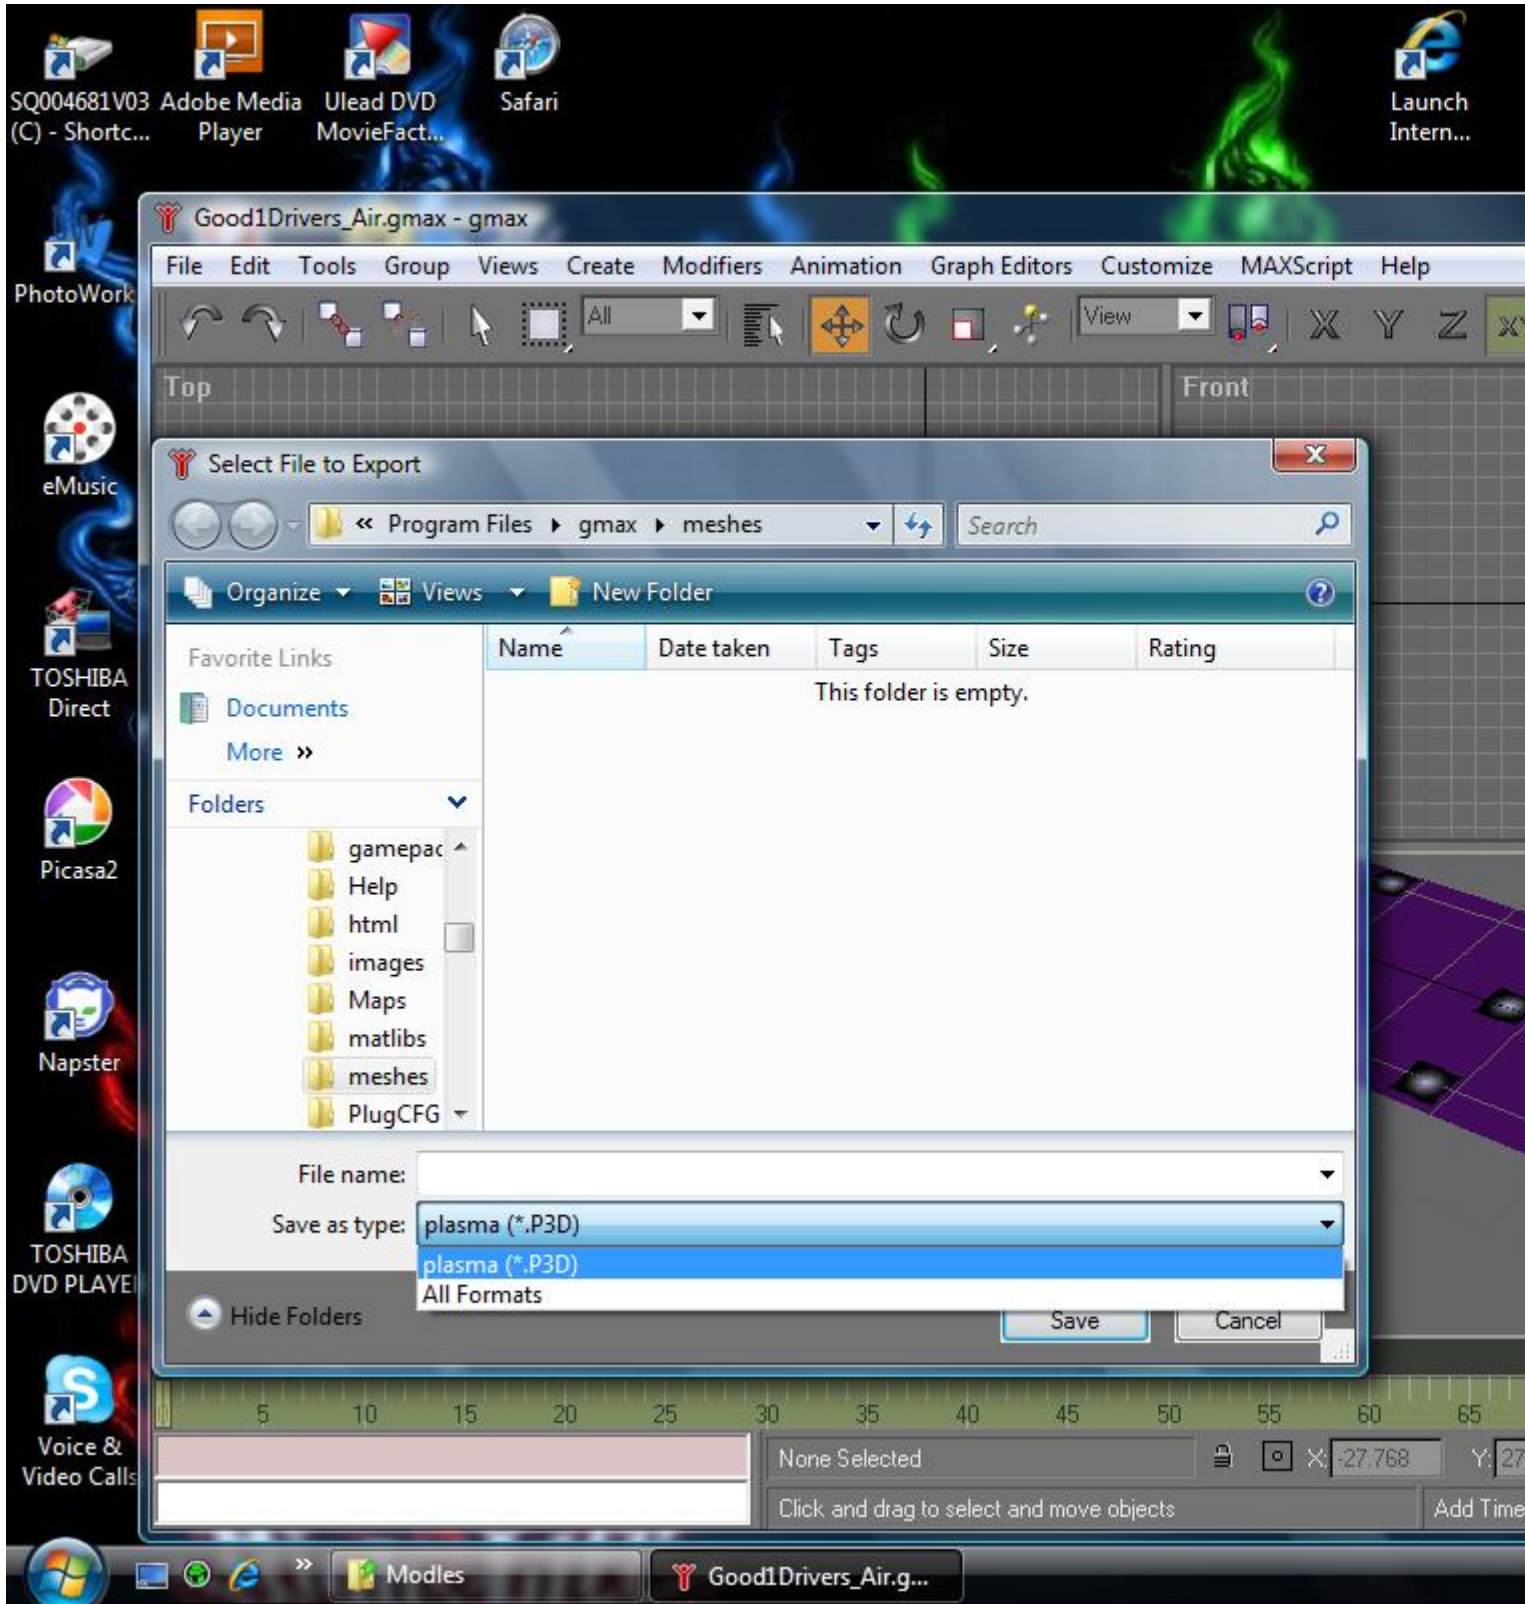 SQ004681V03
(C) - Shortc...
Adobe Media
Player
Ulead DVD
MovieFact...
Safari
Launch
Intern...
PhotoWork
eMusic
TOSHIBA
Direct
Picasa2
Napster
TOSHIBA
DVD PLAYE
Voice &
Video Calls
Good1Drivers_Air.gmax - gmax
File Edit Tools Group Views Create Modifiers Animation Graph Editors Customize MAXScript Help
All View X Y Z XY
Top Front
Select File to Export
« Program Files ▸ gmax ▸ meshes Search
Organize Views New Folder
Favorite Links
Documents
More »
Folders
gamepac
Help
html
images
Maps
matlibs
meshes
PlugCFG
Name Date taken Tags Size Rating
This folder is empty.
File name:
Save as type: plasma (*.P3D)
plasma (*.P3D)
All Formats
Hide Folders Save Cancel
5 10 15 20 25 30 35 40 45 50 55 60 65
None Selected X: -27.768 Y: 27
Click and drag to select and move objects Add Time
» Modles Good1Drivers_Air.g...